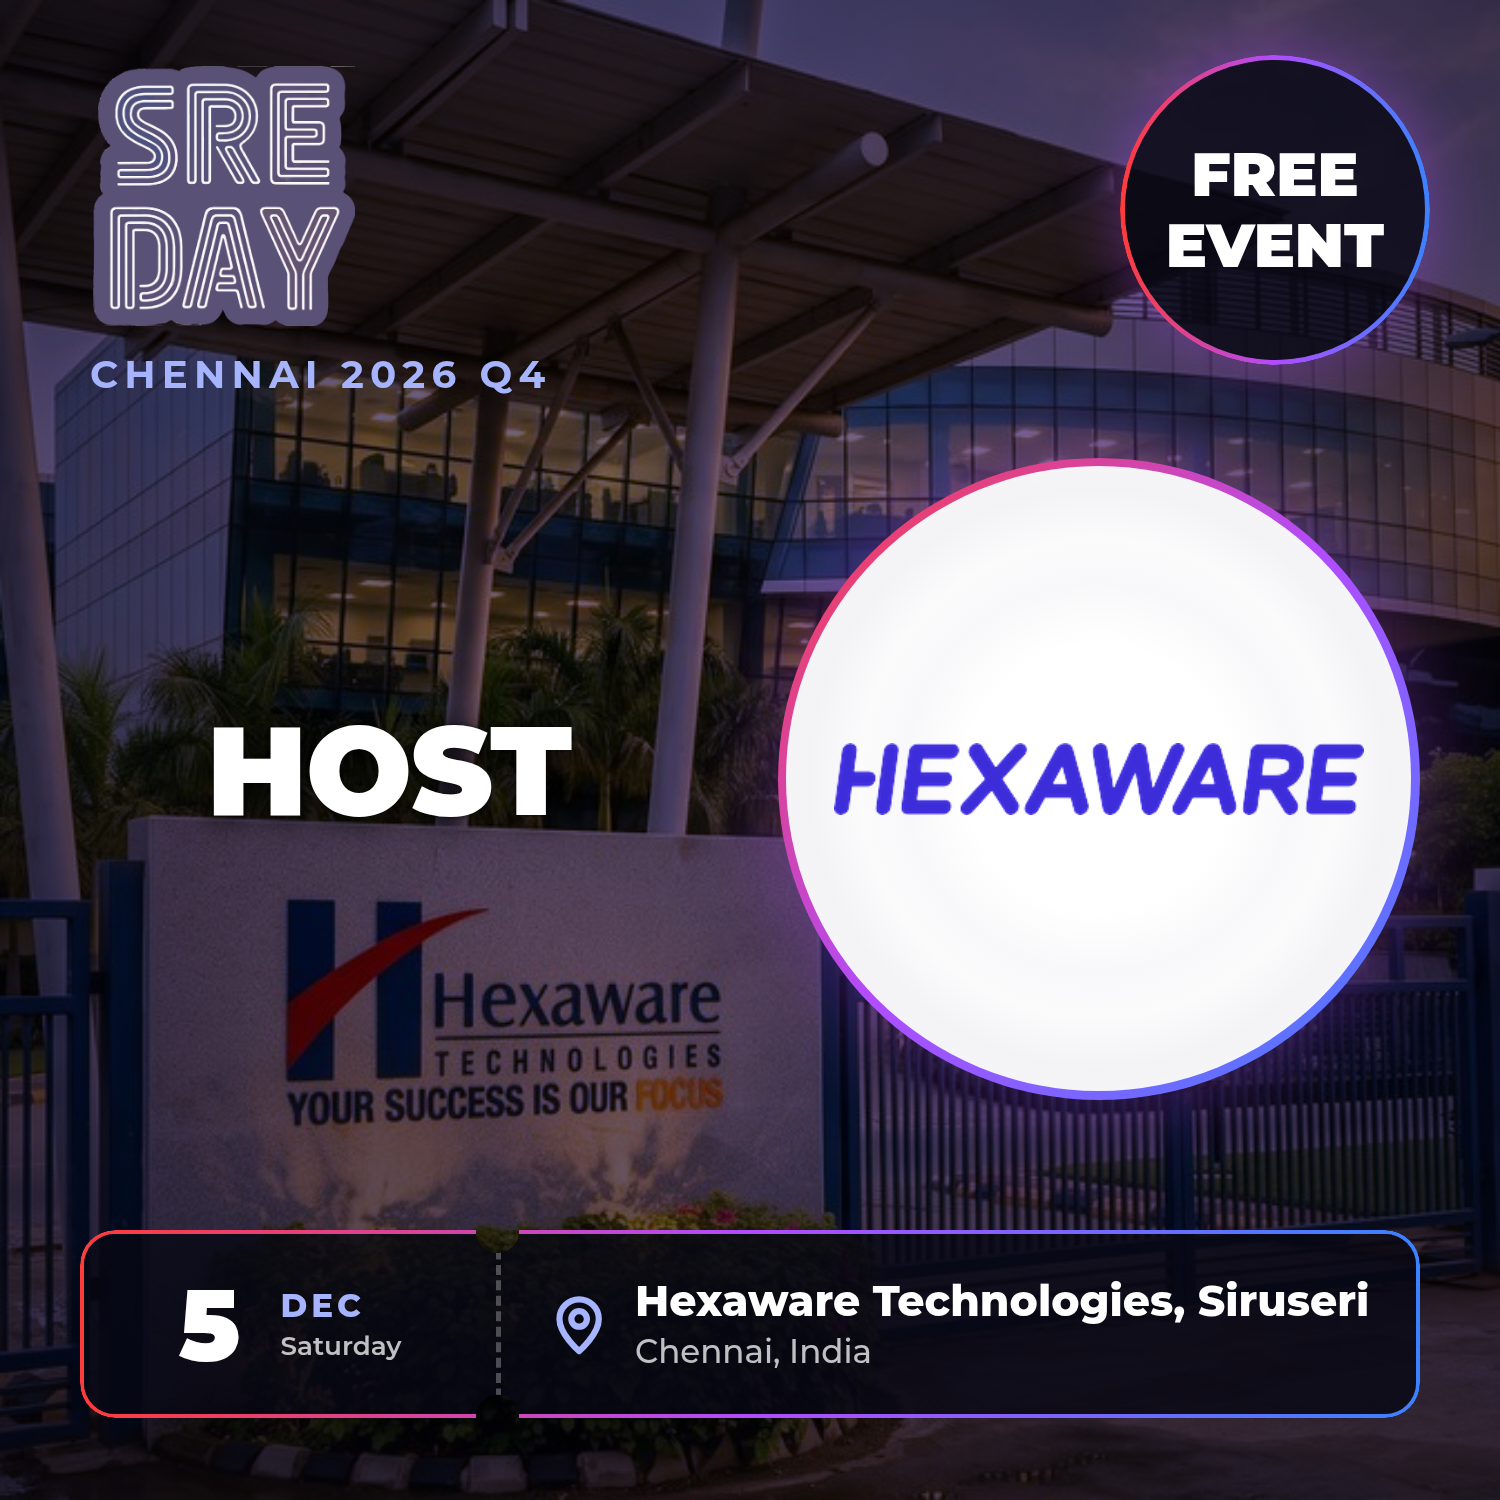 SRE
DAY
CHENNAI 2026 Q4
FREE
EVENT
HOST
HEXAWARE
Hexaware
TECHNOLOGIES
YOUR SUCCESS IS OUR FOCUS
5
DEC
Saturday
Hexaware Technologies, Siruseri
Chennai, India